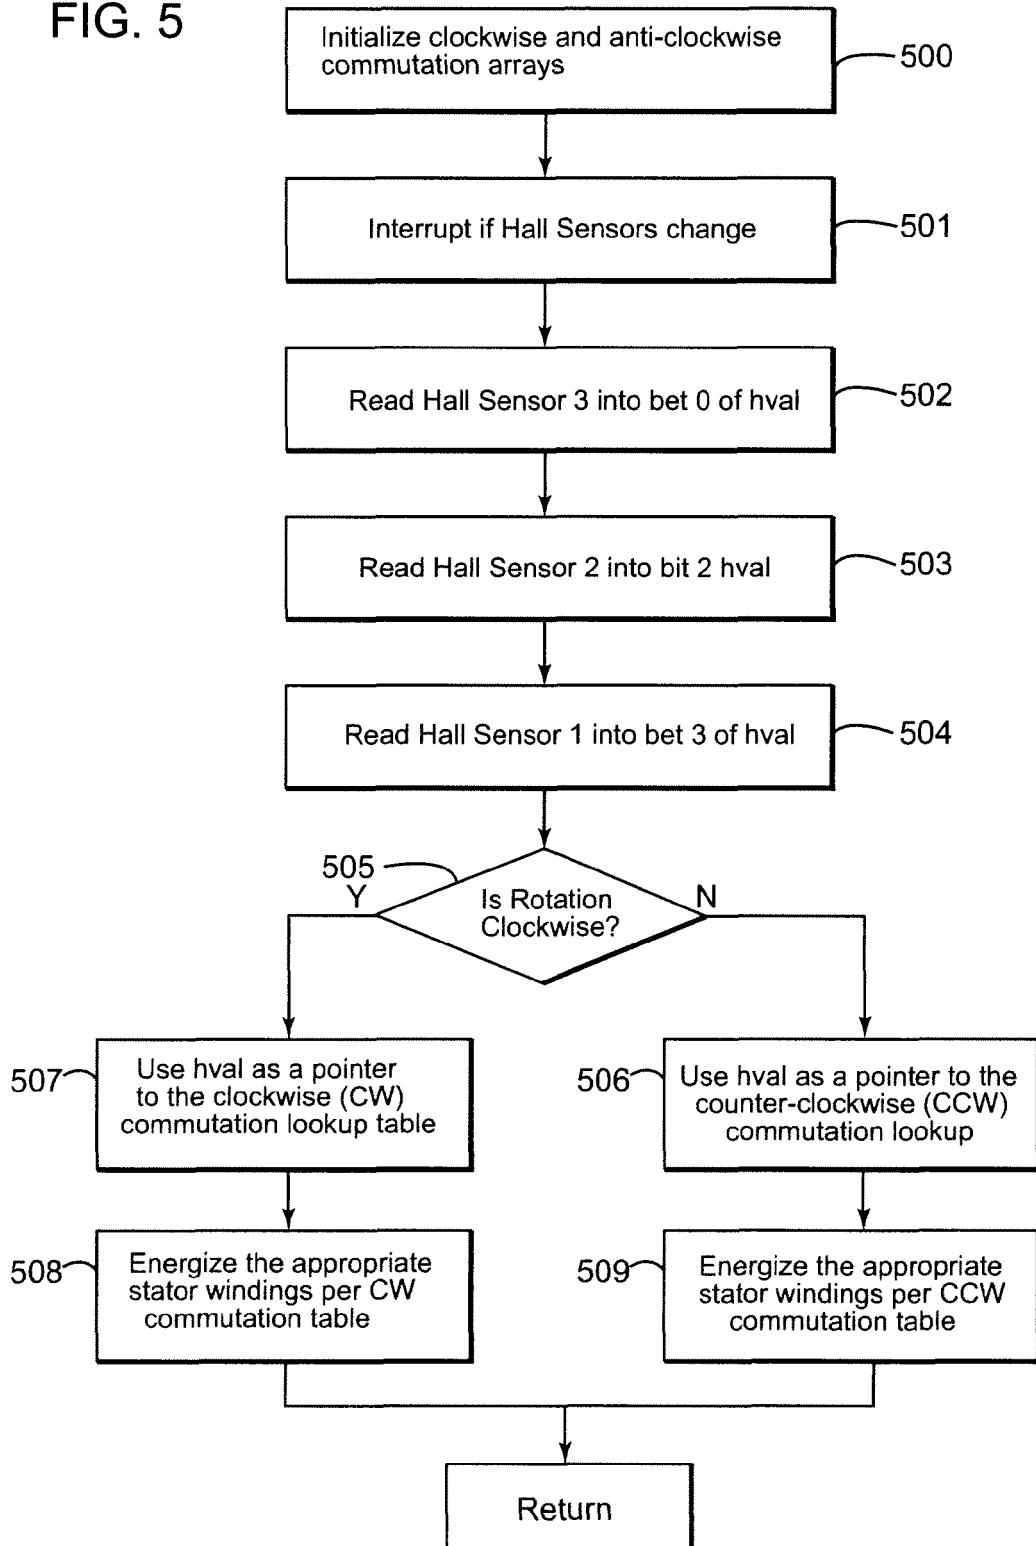 FIG. 5
Initialize clockwise and anti-clockwise
commutation arrays
500
Interrupt if Hall Sensors change
501
Read Hall Sensor 3 into bet 0 of hval
502
Read Hall Sensor 2 into bit 2 hval
503
Read Hall Sensor 1 into bet 3 of hval
504
505
Y
Is Rotation
Clockwise?
N
507
Use hval as a pointer
to the clockwise (CW)
commutation lookup table
506
Use hval as a pointer to the
counter-clockwise (CCW)
commutation lookup
508
Energize the appropriate
stator windings per CW
commutation table
509
Energize the appropriate
stator windings per CCW
commutation table
Return